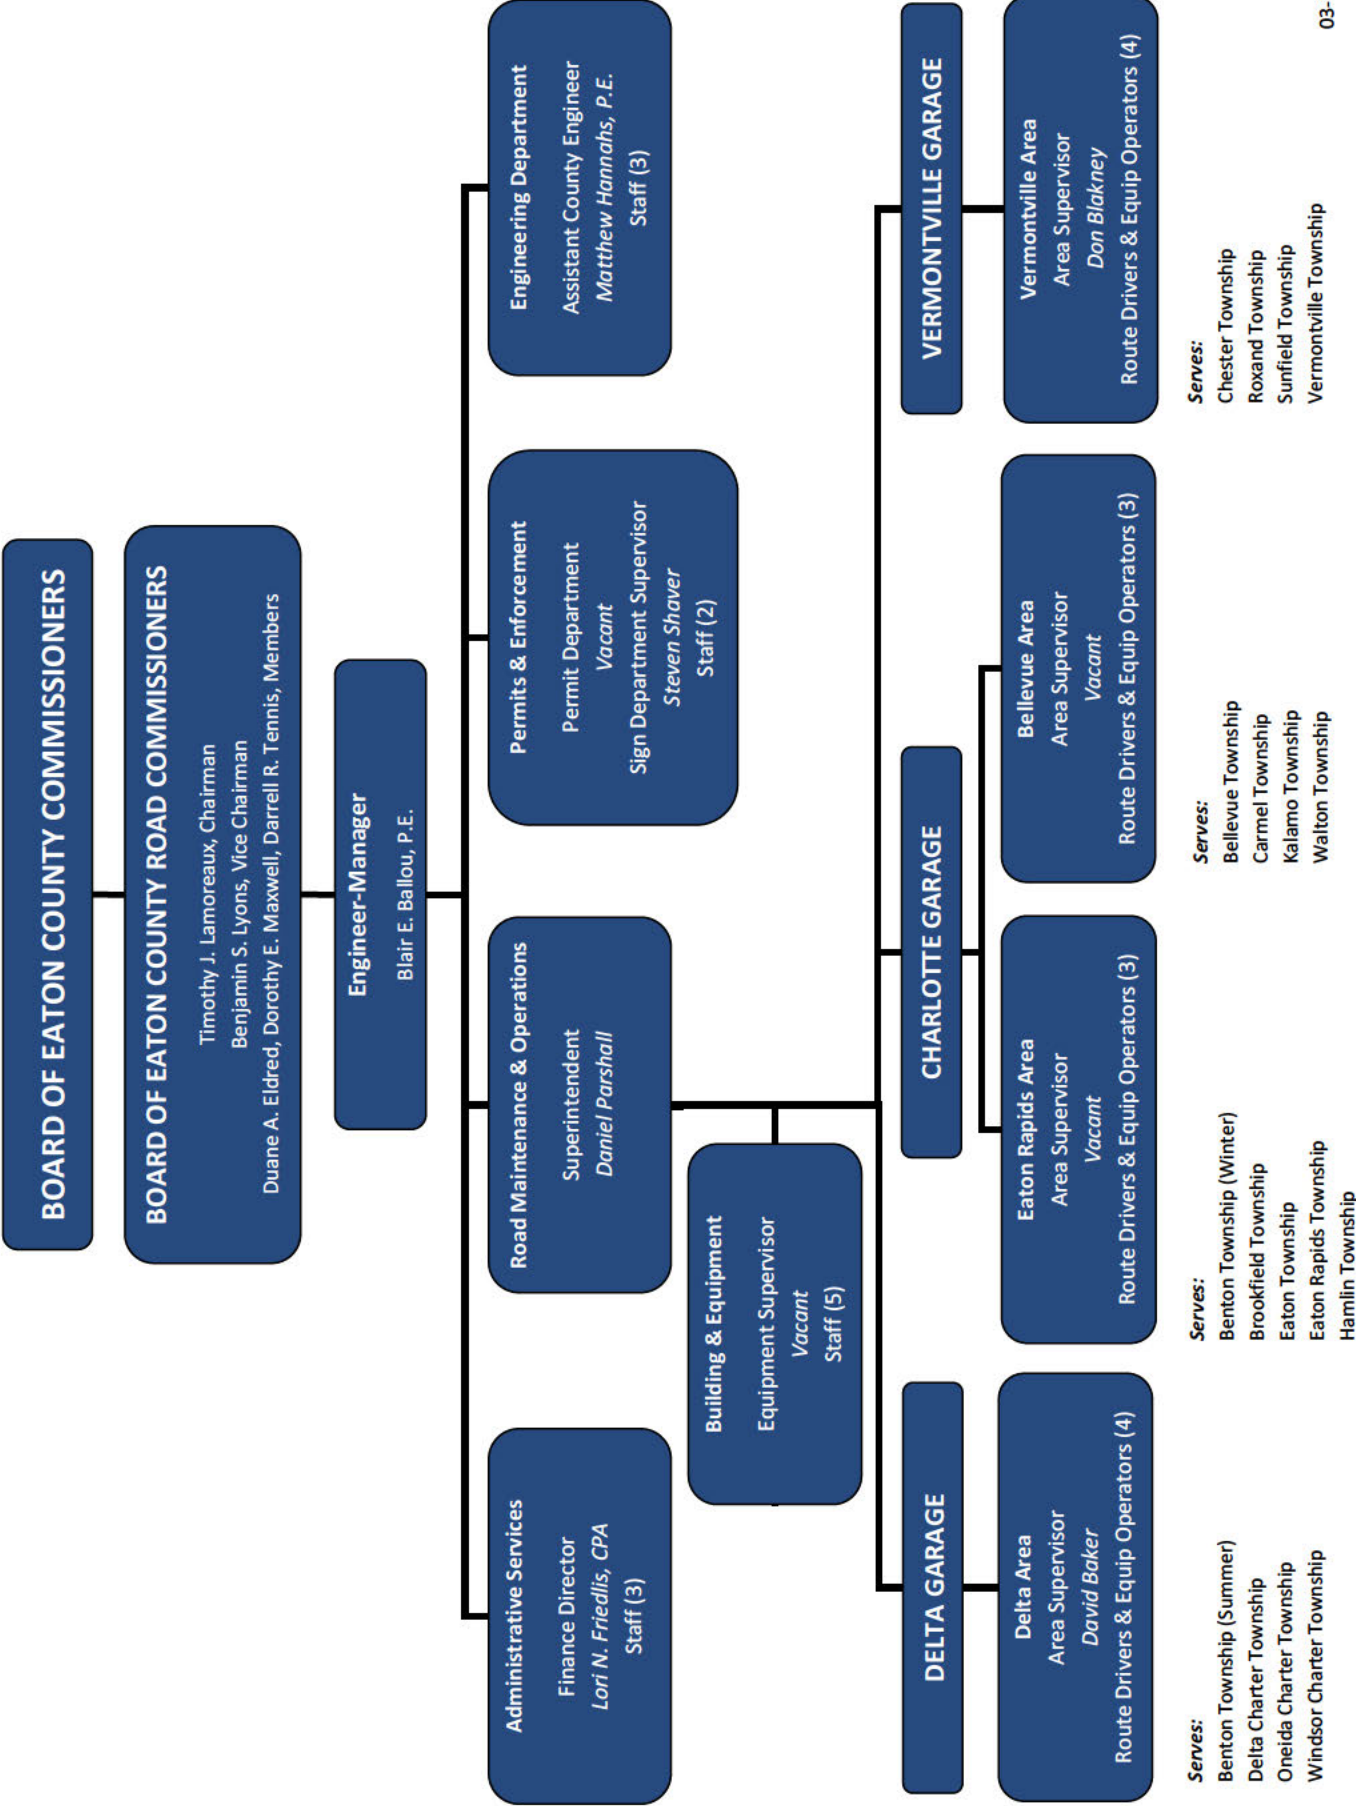 BOARD OF EATON COUNTY COMMISSIONERS
BOARD OF EATON COUNTY ROAD COMMISSIONERS
Timothy J. Lamoreaux, Chairman
Benjamin S. Lyons, Vice Chairman
Duane A. Eldred, Dorothy E. Maxwell, Darrell R. Tennis, Members
Engineer-Manager
Blair E. Ballou, P.E.
Administrative Services
Finance Director
Lori N. Friedlis, CPA
Staff (3)
Road Maintenance & Operations
Superintendent
Daniel Parshall
Permits & Enforcement
Permit Department
Vacant
Sign Department Supervisor
Steven Shaver
Staff (2)
Engineering Department
Assistant County Engineer
Matthew Hannahs, P.E.
Staff (3)
Building & Equipment
Equipment Supervisor
Vacant
Staff (5)
DELTA GARAGE
Delta Area
Area Supervisor
David Baker
Route Drivers & Equip Operators (4)
Serves:
Benton Township (Summer)
Delta Charter Township
Oneida Charter Township
Windsor Charter Township
CHARLOTTE GARAGE
Eaton Rapids Area
Area Supervisor
Vacant
Route Drivers & Equip Operators (3)
Serves:
Benton Township (Winter)
Brookfield Township
Eaton Township
Eaton Rapids Township
Hamlin Township
Bellevue Area
Area Supervisor
Vacant
Route Drivers & Equip Operators (3)
Serves:
Bellevue Township
Carmel Township
Kalamo Township
Walton Township
VERMONTVILLE GARAGE
Vermontville Area
Area Supervisor
Don Blakney
Route Drivers & Equip Operators (4)
Serves:
Chester Township
Roxand Township
Sunfield Township
Vermontville Township
03-